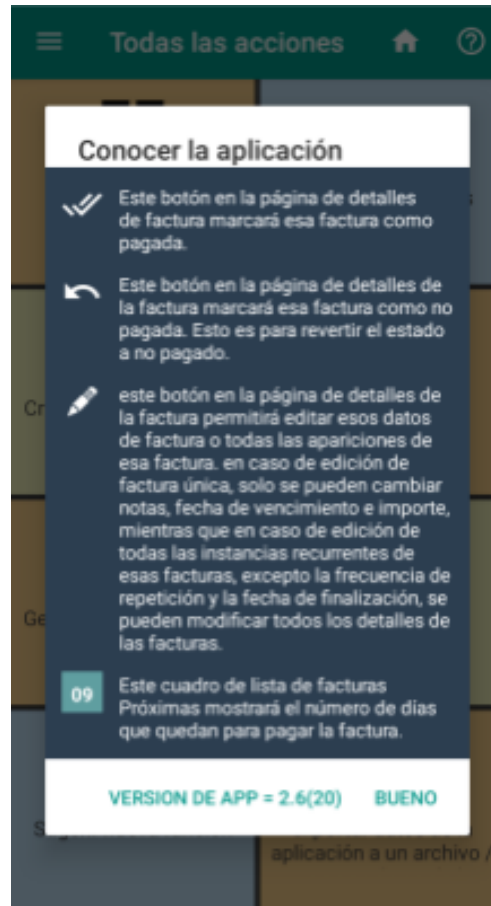 Todas las acciones
Conocer la aplicación
Este botón en la página de detalles
de factura marcará esa factura como
pagada.
Este botón en la página de detalles de
la factura marcará esa factura como no
pagada. Esto es para revertir el estado
a no pagado.
este botón en la página de detalles de
la factura permitirá editar esos datos
de factura o todas las apariciones de
esa factura. en caso de edición de
factura única, solo se pueden cambiar
notas, fecha de vencimiento e importe,
mientras que en caso de edición de
todas las instancias recurrentes de
esas facturas, excepto la frecuencia de
repetición y la fecha de finalización, se
pueden modificar todos los detalles de
las facturas.
09
Este cuadro de lista de facturas
Próximas mostrará el número de días
que quedan para pagar la factura.
VERSION DE APP = 2.6(20) BUENO
aplicación a un archivo /